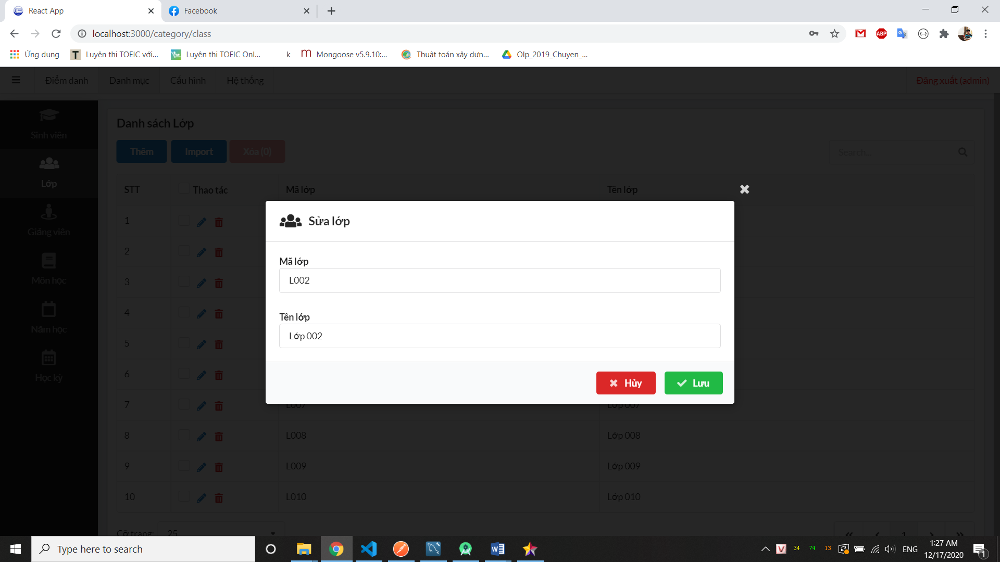 React App
Facebook
localhost:3000/category/class
Ứng dụng
Luyện thi TOEIC với...
Luyện thi TOEIC Onl...
k
Mongoose v5.9.10:...
Thuật toán xây dựn...
Olp_2019_Chuyen_...
Điểm danh
Danh mục
Cấu hình
Hệ thống
Đăng xuất (admin)
Sinh viên
Lớp
Giảng viên
Môn học
Năm học
Học kỳ
Danh sách Lớp
Thêm
Import
Xóa (0)
Search...
STT
Thao tác
Mã lớp
Tên lớp
1
2
3
4
5
6
7
L007
Lớp 007
8
L008
Lớp 008
9
L009
Lớp 009
10
L010
Lớp 010
Cỡ trang:
25
1
Sửa lớp
Mã lớp
L002
Tên lớp
Lớp 002
Hủy
Lưu
Type here to search
34
74
13
ENG
1:27 AM
12/17/2020
1